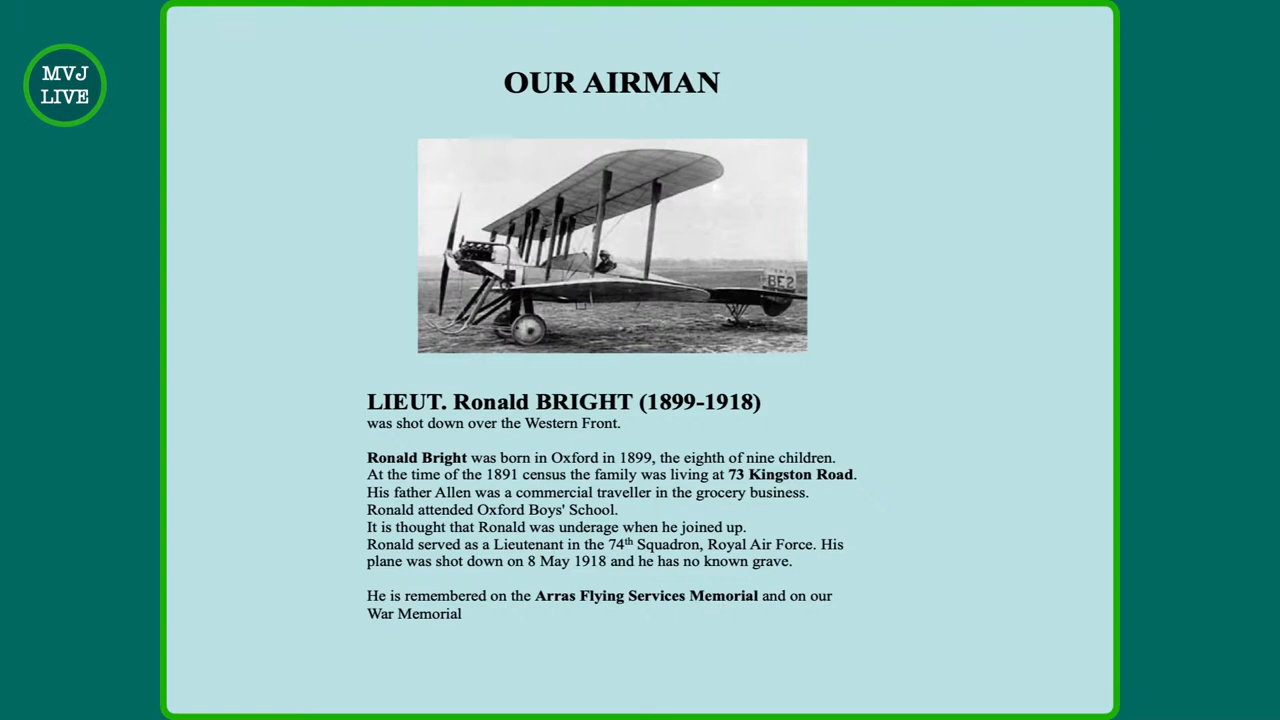 MVJ
LIVE
OUR AIRMAN
BE2
LIEUT. Ronald BRIGHT (1899-1918)
was shot down over the Western Front.
Ronald Bright was born in Oxford in 1899, the eighth of nine children.
At the time of the 1891 census the family was living at 73 Kingston Road.
His father Allen was a commercial traveller in the grocery business.
Ronald attended Oxford Boys' School.
It is thought that Ronald was underage when he joined up.
Ronald served as a Lieutenant in the 74th Squadron, Royal Air Force. His
plane was shot down on 8 May 1918 and he has no known grave.
He is remembered on the Arras Flying Services Memorial and on our
War Memorial